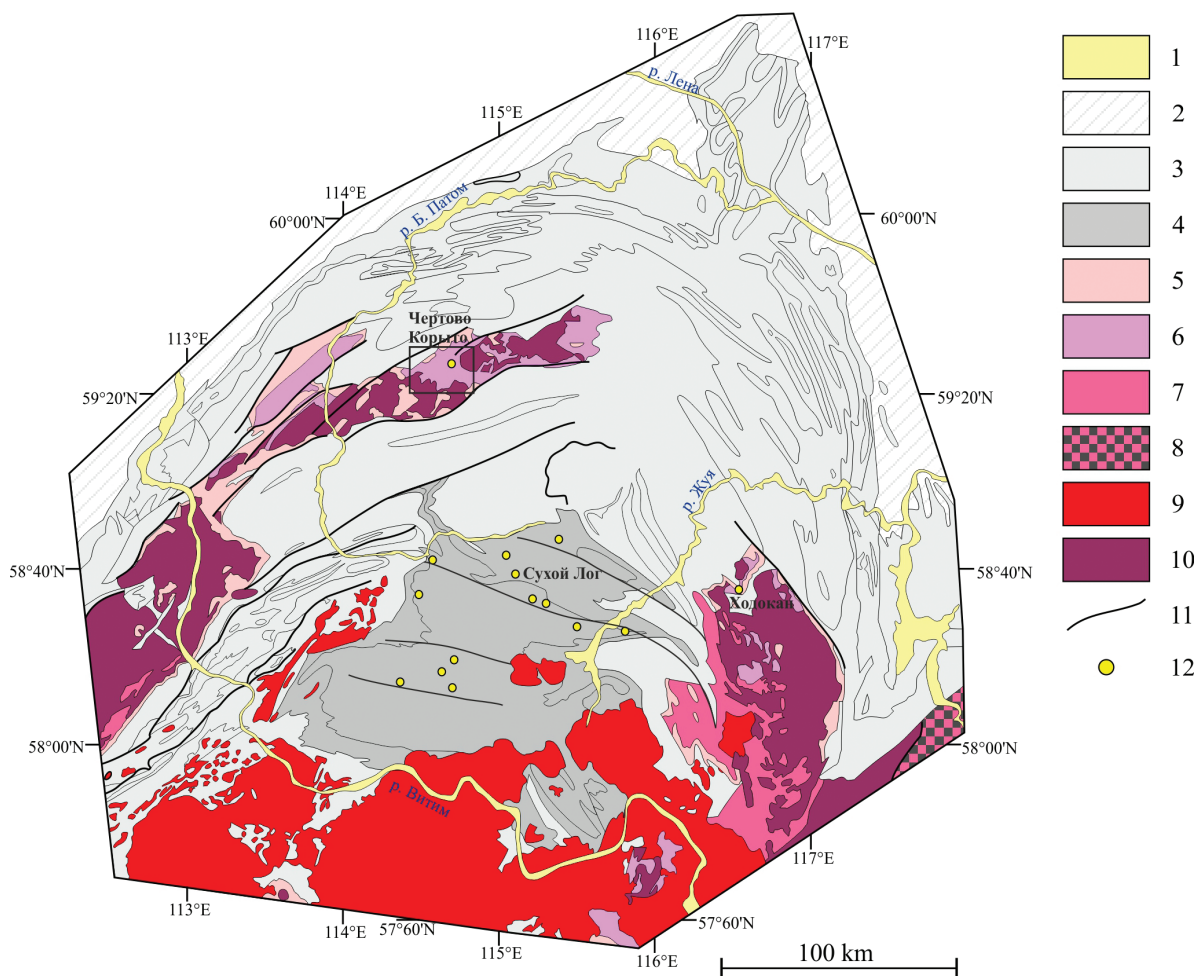 116°E
117°E
р. Лена
115°E
114°E
60°00'N
р. Б. Патом
60°00'N
113°E
Чертово
Корыто
59°20'N
59°20'N
р. Жуя
58°40'N
Сухой Лог
58°40'N
Ходокан
58°00'N
58°00'N
р. Витим
117°E
113°E
114°E
57°60'N
57°60'N
115°E
116°E
100 km
1
2
3
4
5
6
7
8
9
10
11
12